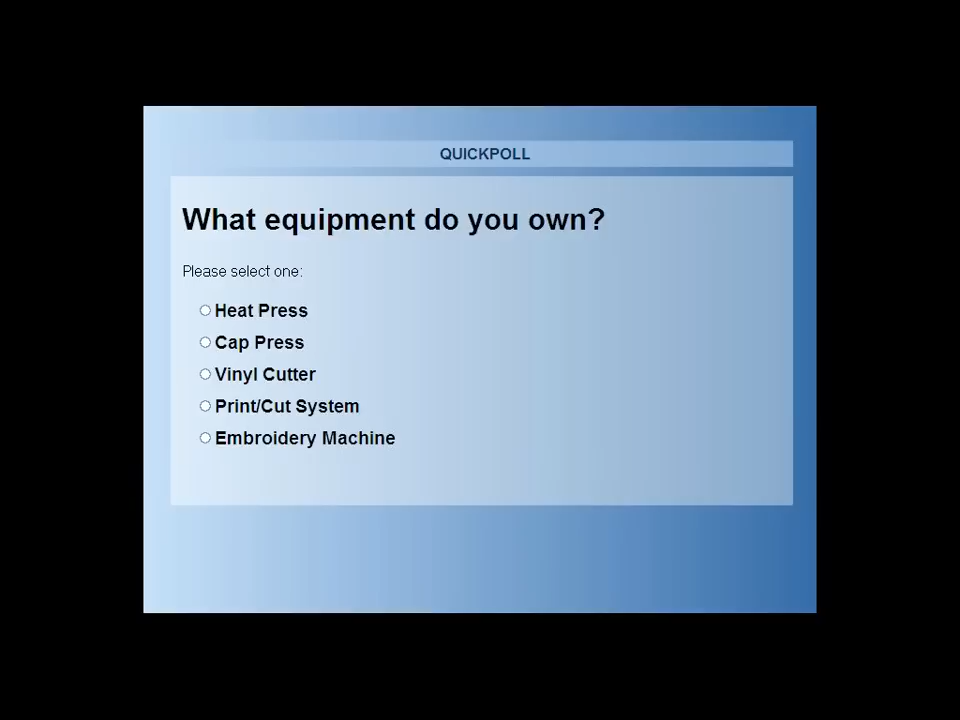 QUICKPOLL
What equipment do you own?
Please select one:
Heat Press
Cap Press
Vinyl Cutter
Print/Cut System
Embroidery Machine